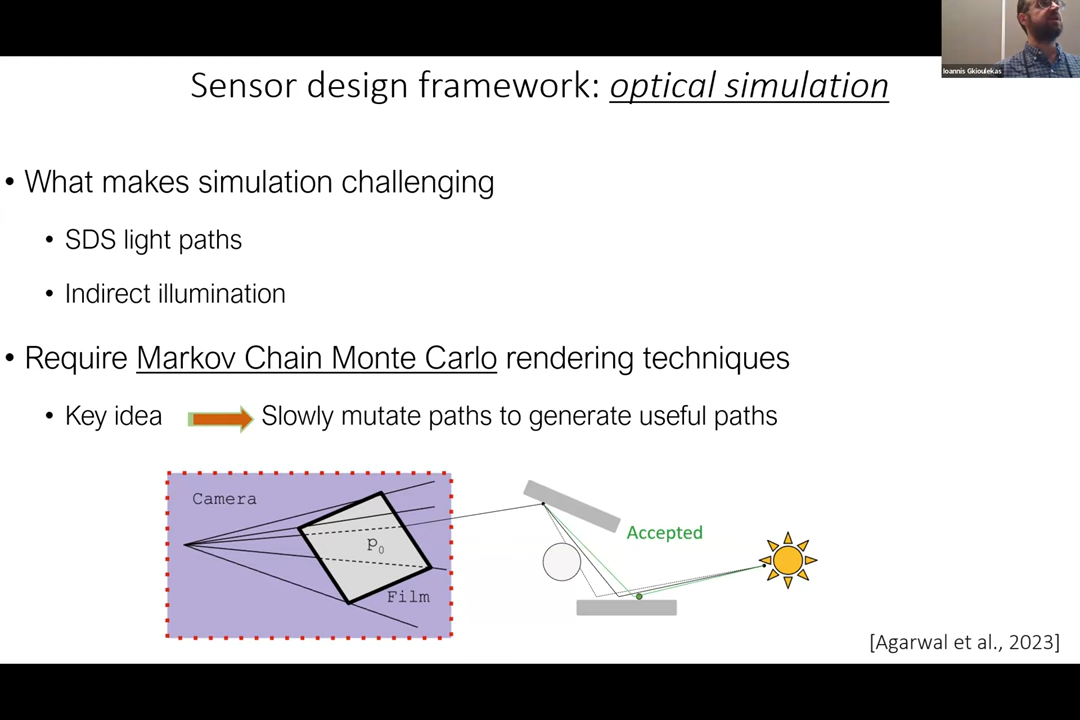 Ioannis Gkioulekas
Sensor design framework: optical simulation
• What makes simulation challenging
• SDS light paths
• Indirect illumination
• Require Markov Chain Monte Carlo rendering techniques
• Key idea Slowly mutate paths to generate useful paths
Camera
p0
Film
Accepted
[Agarwal et al., 2023]